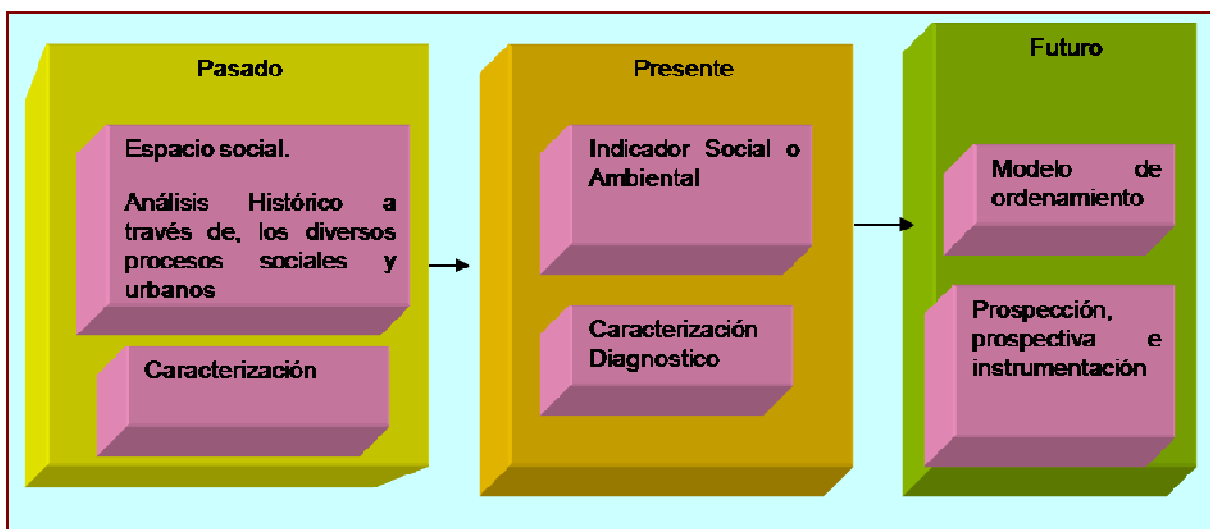 Pasado
Espacio social.
Análisis Histórico a
través de, los diversos
procesos sociales y
urbanos
Caracterización
Presente
Indicador Social o
Ambiental
Caracterización
Diagnostico
Futuro
Modelo de
ordenamiento
Prospección,
prospectiva e
instrumentación